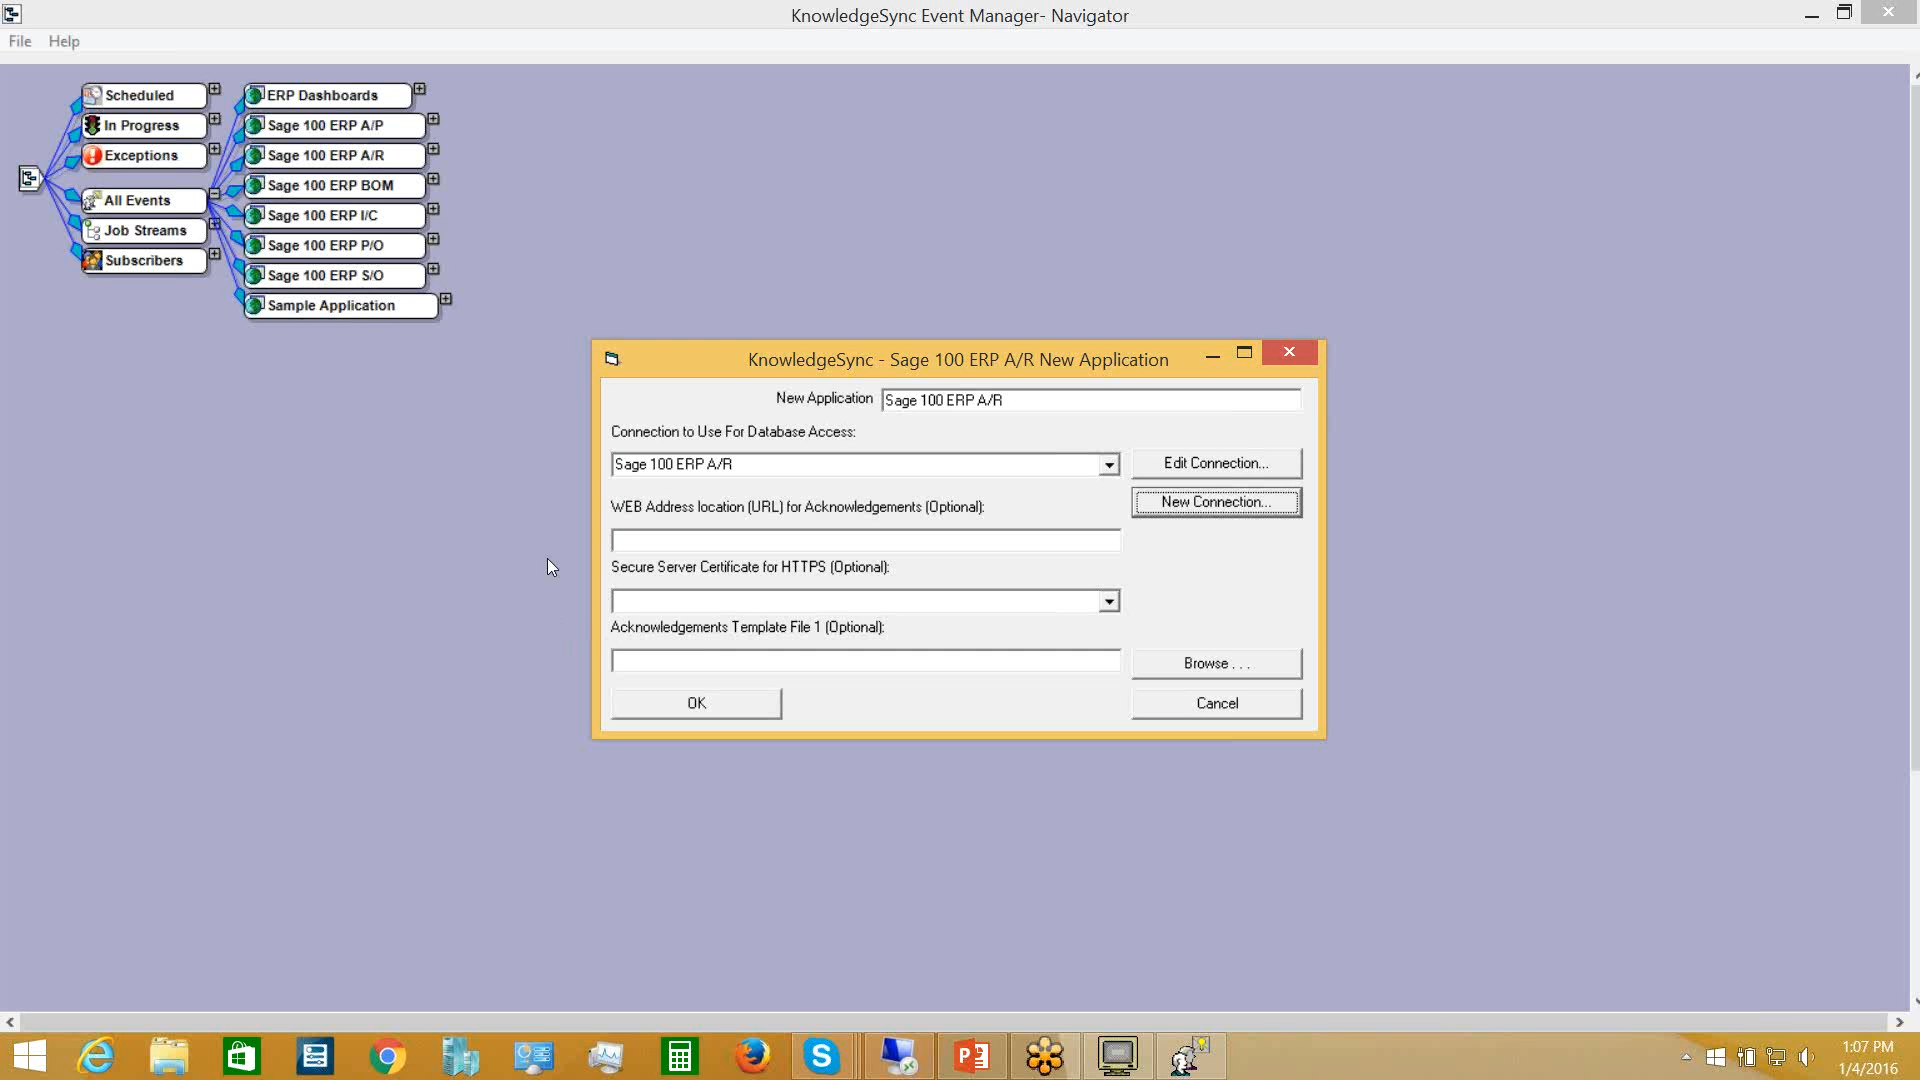 KnowledgeSync Event Manager- Navigator
File Help
Scheduled
In Progress
Exceptions
All Events
Job Streams
Subscribers
ERP Dashboards
Sage 100 ERP A/P
Sage 100 ERP A/R
Sage 100 ERP BOM
Sage 100 ERP I/C
Sage 100 ERP P/O
Sage 100 ERP S/O
Sample Application
KnowledgeSync - Sage 100 ERP A/R New Application
New Application Sage 100 ERP A/R
Connection to Use For Database Access:
Sage 100 ERP A/R Edit Connection...
New Connection...
WEB Address location (URL) for Acknowledgements (Optional):
Secure Server Certificate for HTTPS (Optional):
Acknowledgements Template File 1 (Optional):
Browse . . .
OK Cancel
1:07 PM
1/4/2016